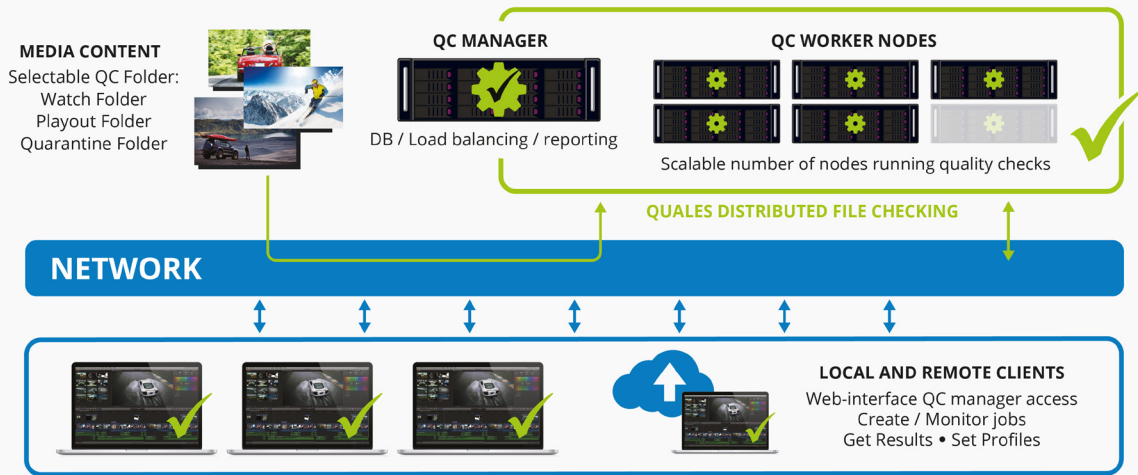 MEDIA CONTENT
Selectable QC Folder:
Watch Folder
Playout Folder
Quarantine Folder
QC MANAGER
DB / Load balancing / reporting
QC WORKER NODES
Scalable number of nodes running quality checks
QUALES DISTRIBUTED FILE CHECKING
NETWORK
LOCAL AND REMOTE CLIENTS
Web-interface QC manager access
Create / Monitor jobs
Get Results • Set Profiles